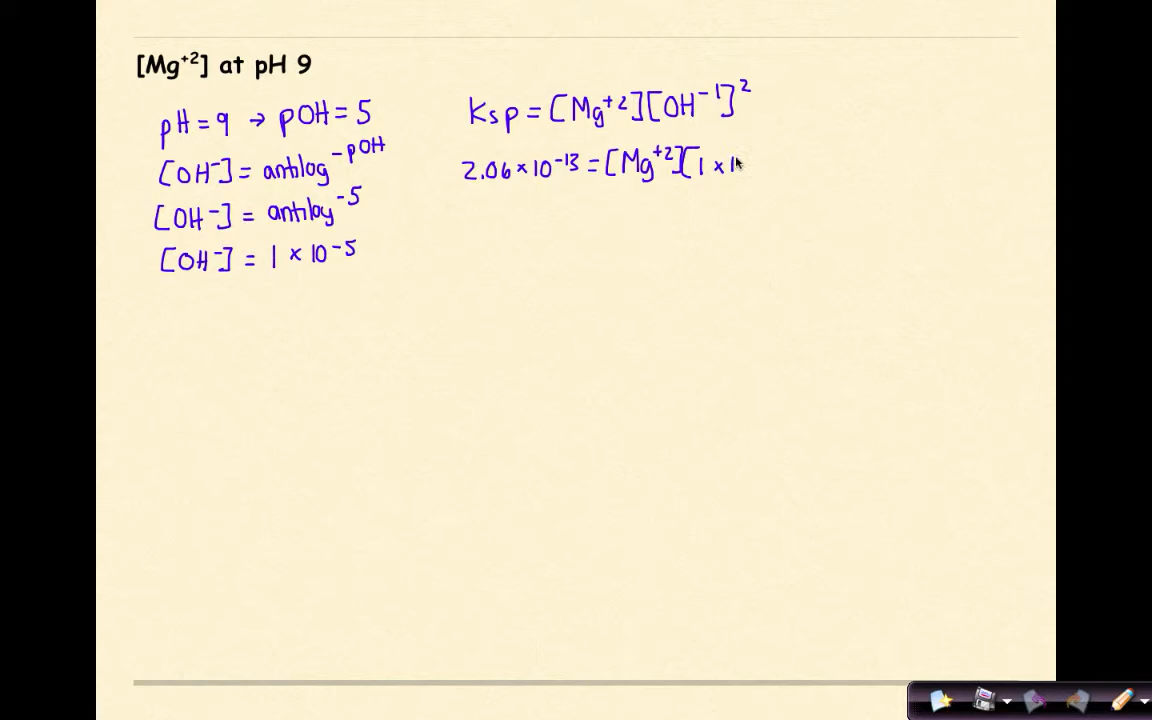 [Mg⁺²] at pH 9
pH = 9 → pOH = 5
[OH⁻] = antilog⁻ᵖᴼᴴ
[OH⁻] = antilog⁻⁵
[OH⁻] = 1 × 10⁻⁵
Ksp = [Mg⁺²][OH⁻¹]²
2.06 × 10⁻¹³ = [Mg⁺²][1 × 1